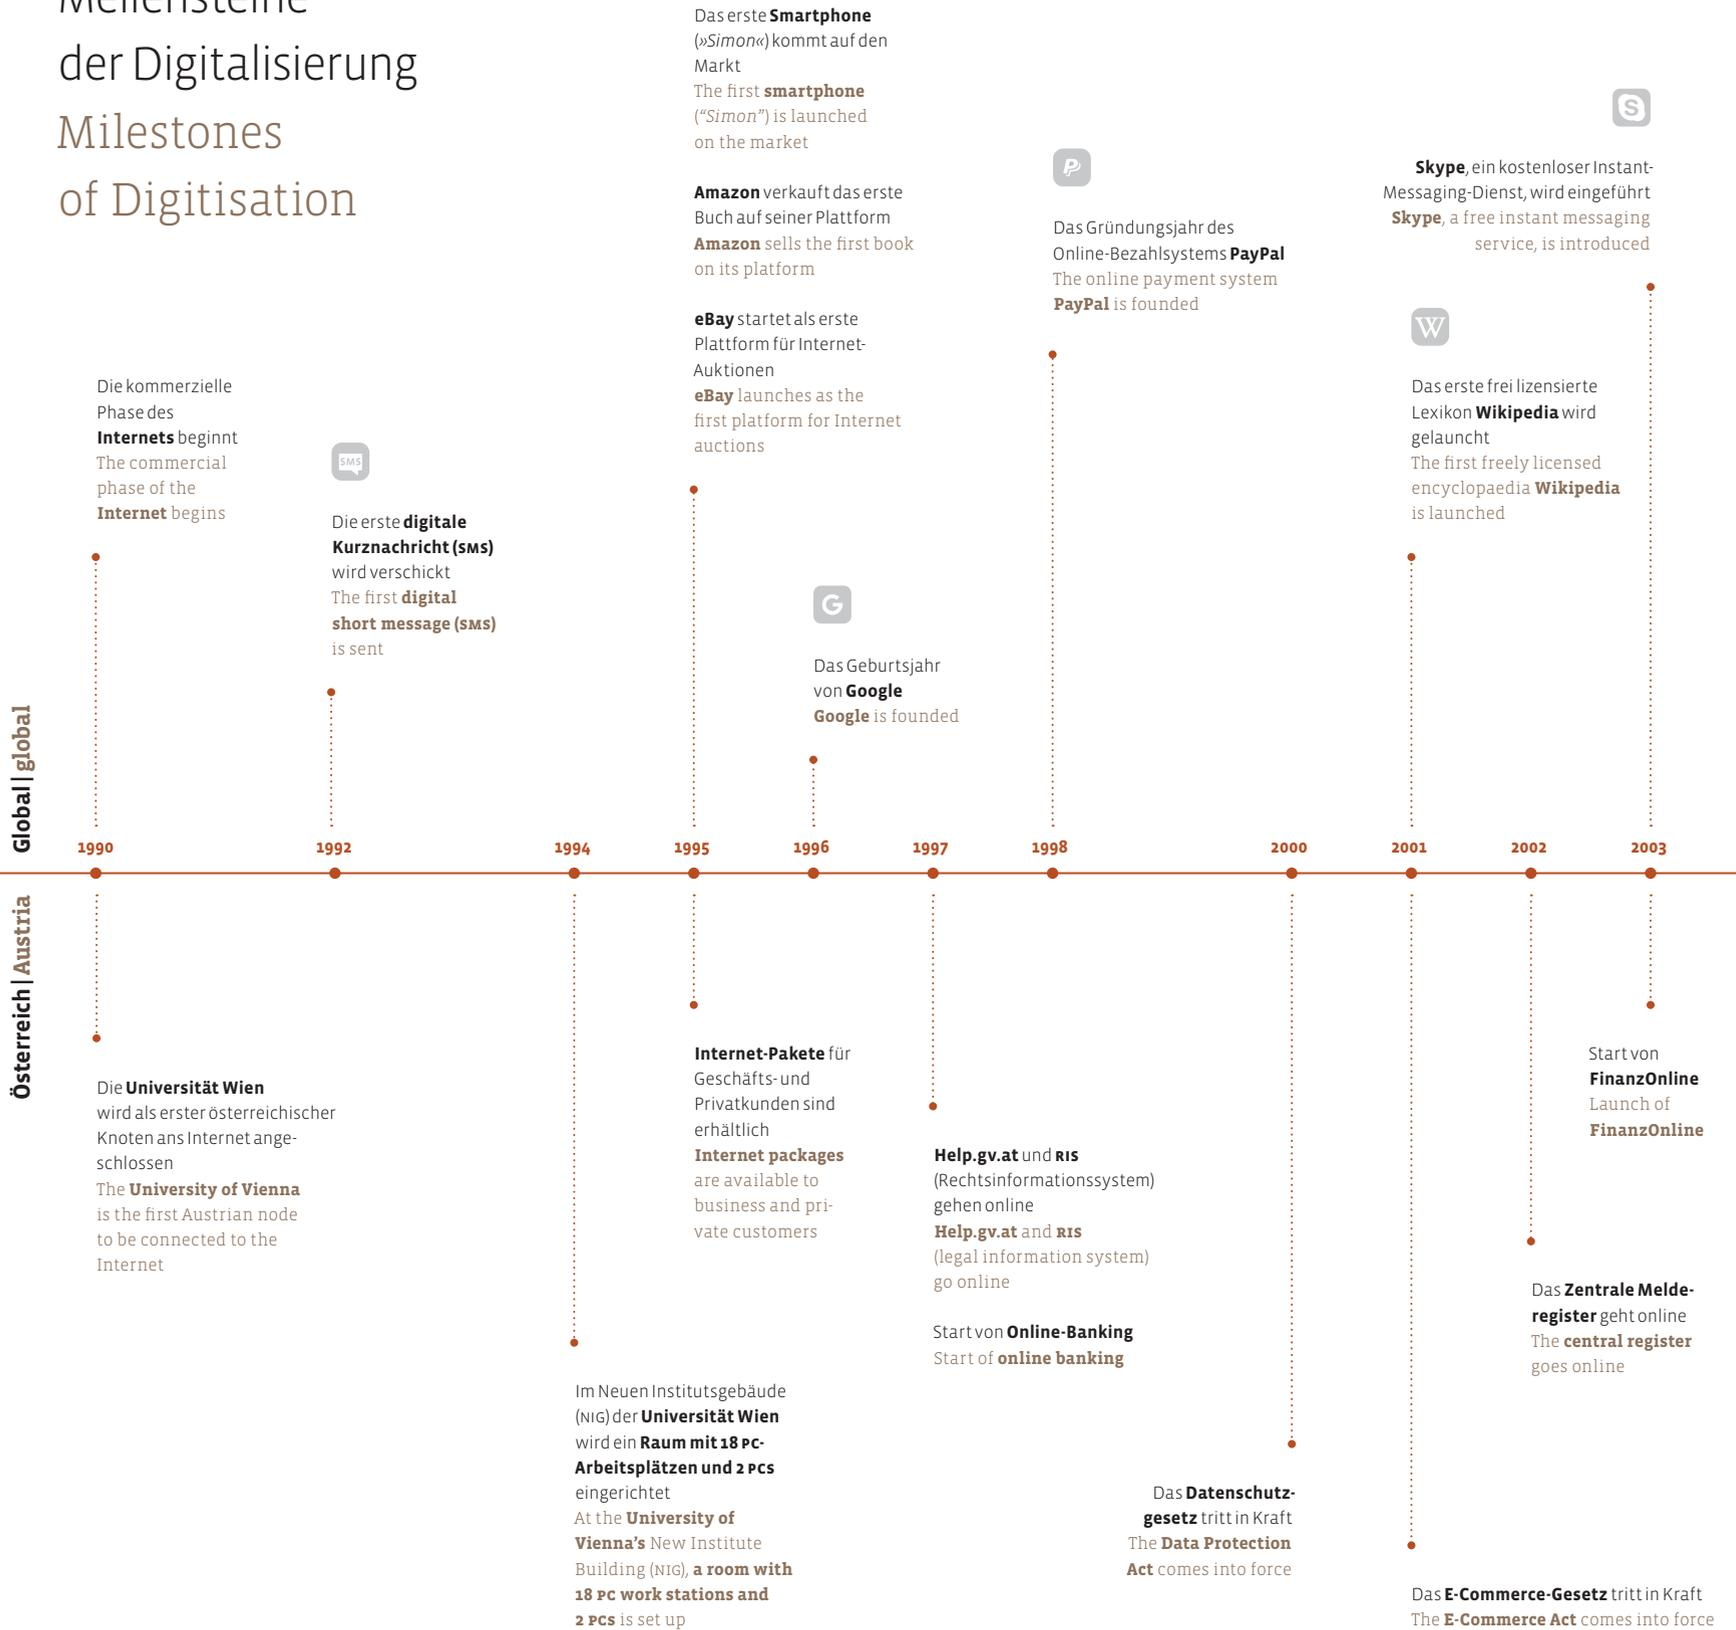 Meilensteine
der Digitalisierung
Milestones
of Digitisation
Die kommerzielle
Phase des
Internets beginnt
The commercial
phase of the
Internet begins
SMS
Die erste digitale
Kurznachricht (SMS)
wird verschickt
The first digital
short message (SMS)
is sent
Das erste Smartphone
(»Simon«) kommt auf den
Markt
The first smartphone
(“Simon”) is launched
on the market
Amazon verkauft das erste
Buch auf seiner Plattform
Amazon sells the first book
on its platform
eBay startet als erste
Plattform für Internet-
Auktionen
eBay launches as the
first platform for Internet
auctions
G
Das Geburtsjahr
von Google
Google is founded
P
Das Gründungsjahr des
Online-Bezahlsystems PayPal
The online payment system
PayPal is founded
W
Das erste frei lizensierte
Lexikon Wikipedia wird
gelauncht
The first freely licensed
encyclopaedia Wikipedia
is launched
S
Skype, ein kostenloser Instant-
Messaging-Dienst, wird eingeführt
Skype, a free instant messaging
service, is introduced
Global | global
1990 1992 1994 1995 1996 1997 1998 2000 2001 2002 2003
Österreich | Austria
Die Universität Wien
wird als erster österreichischer
Knoten ans Internet ange-
schlossen
The University of Vienna
is the first Austrian node
to be connected to the
Internet
Im Neuen Institutsgebäude
(NIG) der Universität Wien
wird ein Raum mit 18 PC-
Arbeitsplätzen und 2 PCs
eingerichtet
At the University of
Vienna’s New Institute
Building (NIG), a room with
18 PC work stations and
2 PCs is set up
Internet-Pakete für
Geschäfts- und
Privatkunden sind
erhältlich
Internet packages
are available to
business and pri-
vate customers
Help.gv.at und RIS
(Rechtsinformationssystem)
gehen online
Help.gv.at and RIS
(legal information system)
go online
Start von Online-Banking
Start of online banking
Das Datenschutz-
gesetz tritt in Kraft
The Data Protection
Act comes into force
Das E-Commerce-Gesetz tritt in Kraft
The E-Commerce Act comes into force
Das Zentrale Melde-
register geht online
The central register
goes online
Start von
FinanzOnline
Launch of
FinanzOnline